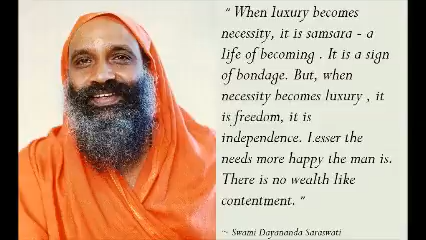 “ When luxury becomes
necessity, it is samsara - a
life of becoming . It is a sign
of bondage. But, when
necessity becomes luxury , it
is freedom, it is
independence. Lesser the
needs more happy the man is.
There is no wealth like
contentment. ”
~ Swami Dayananda Saraswati